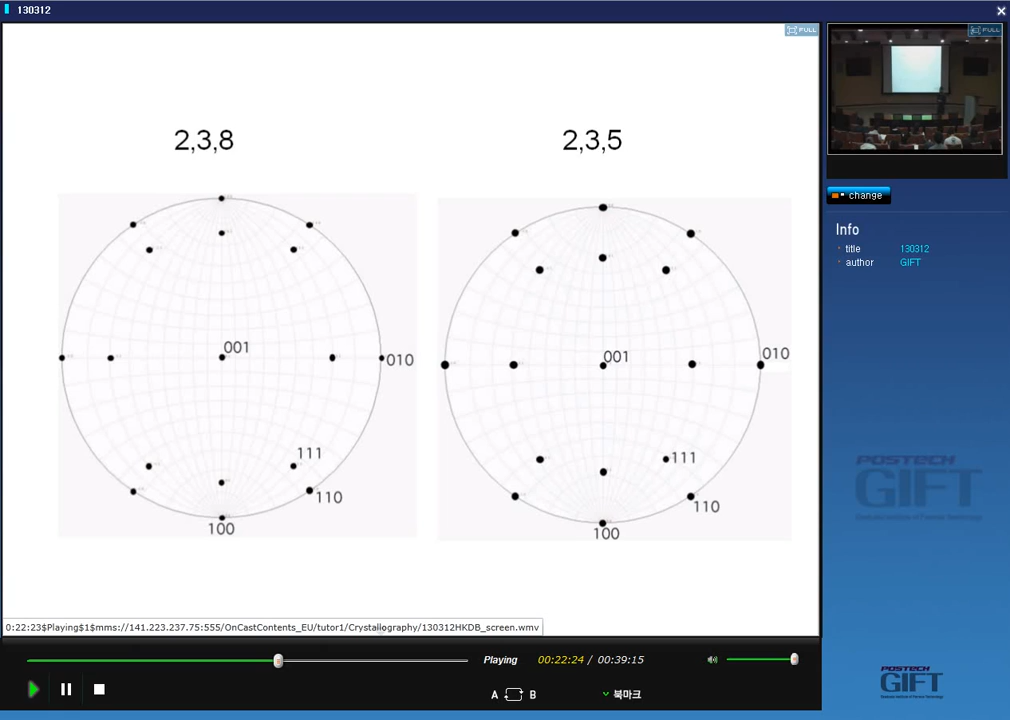 130312
FULL
FULL
2,3,8
2,3,5
001
010
111
110
100
001
010
111
110
100
change
Info
title 130312
author GIFT
POSTECH
GIFT
0:22:23$Playing$1$mms://141.223.237.75:555/OnCastContents_EU/tutor1/Crystallography/130312HKDB_screen.wmv
Playing
00:22:24 / 00:39:15
A B
북마크
POSTECH
GIFT